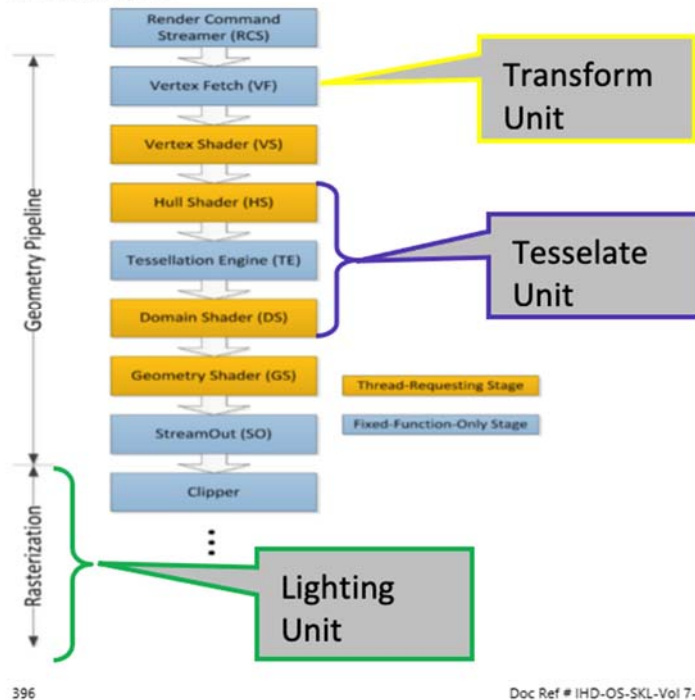 Render Command
Streamer (RCS)
Vertex Fetch (VF)
Vertex Shader (VS)
Hull Shader (HS)
Tessellation Engine (TE)
Domain Shader (DS)
Geometry Shader (GS)
StreamOut (SO)
Clipper
Geometry Pipeline
Rasterization
Thread-Requesting Stage
Fixed-Function-Only Stage
Transform
Unit
Tesselate
Unit
Lighting
Unit
396
Doc Ref # IHD-OS-SKL-Vol 7-